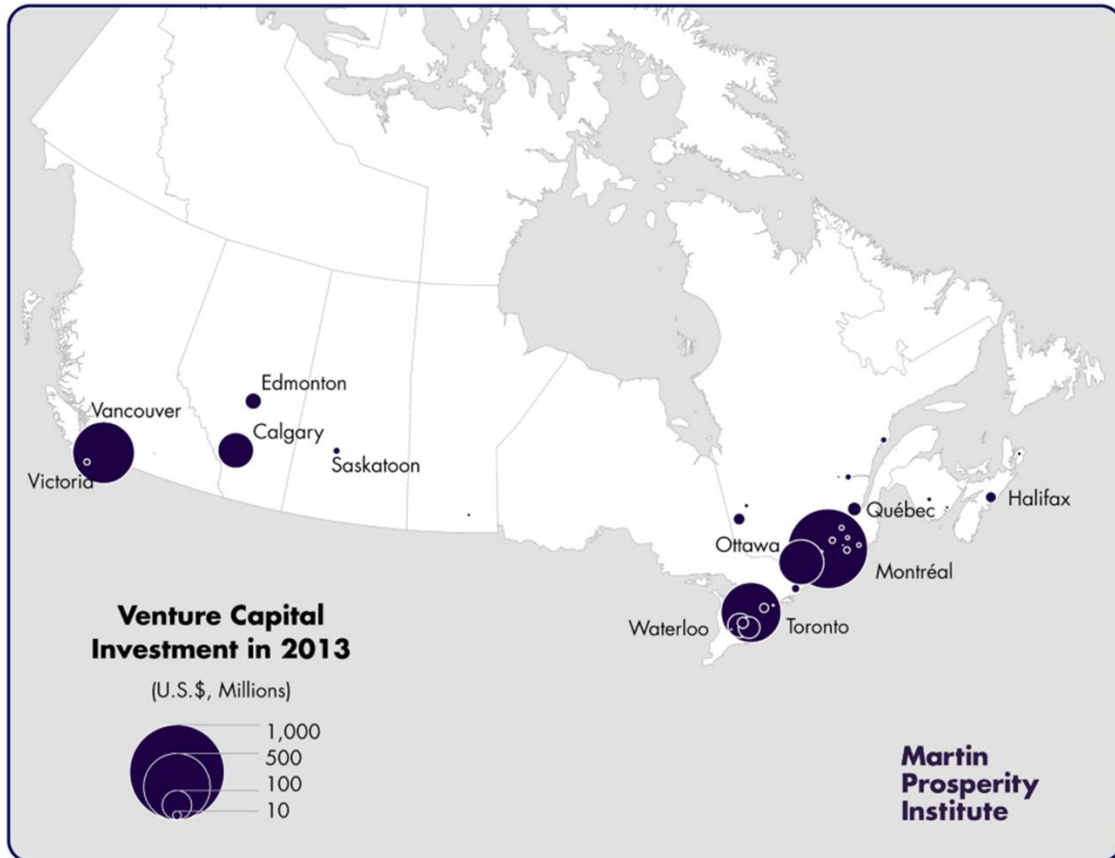 Edmonton
Vancouver
Calgary
Saskatoon
Victoria
Québec
Halifax
Ottawa
Montréal
Waterloo
Toronto
Venture Capital
Investment in 2013
(U.S.$, Millions)
1,000
500
100
10
Martin
Prosperity
Institute